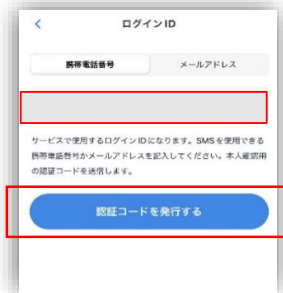 ログインID
携帯電話番号 メールアドレス
サービスで使用するログインIDになります。SMSを使用できる
携帯電話番号かメールアドレスを記入してください。本人確認用
の認証コードを送信します。
認証コードを発行する